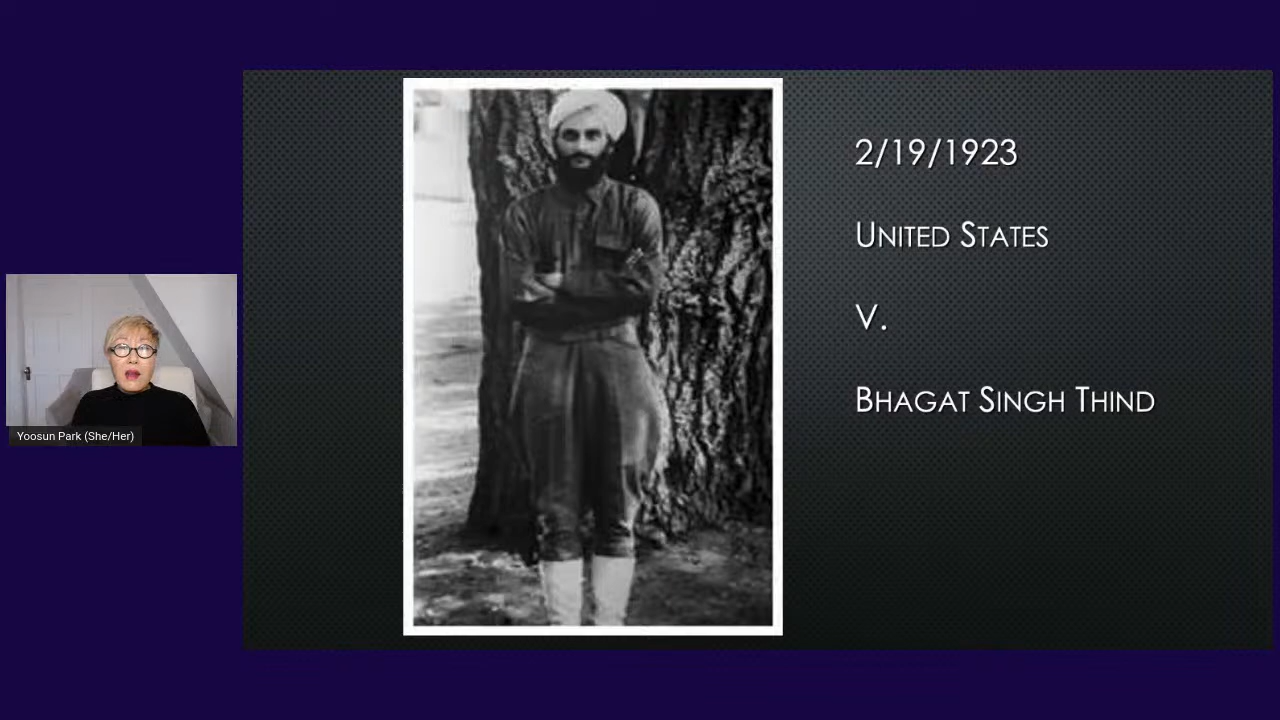 2/19/1923
United States
v.
Bhagat Singh Thind
Yoosun Park (She/Her)